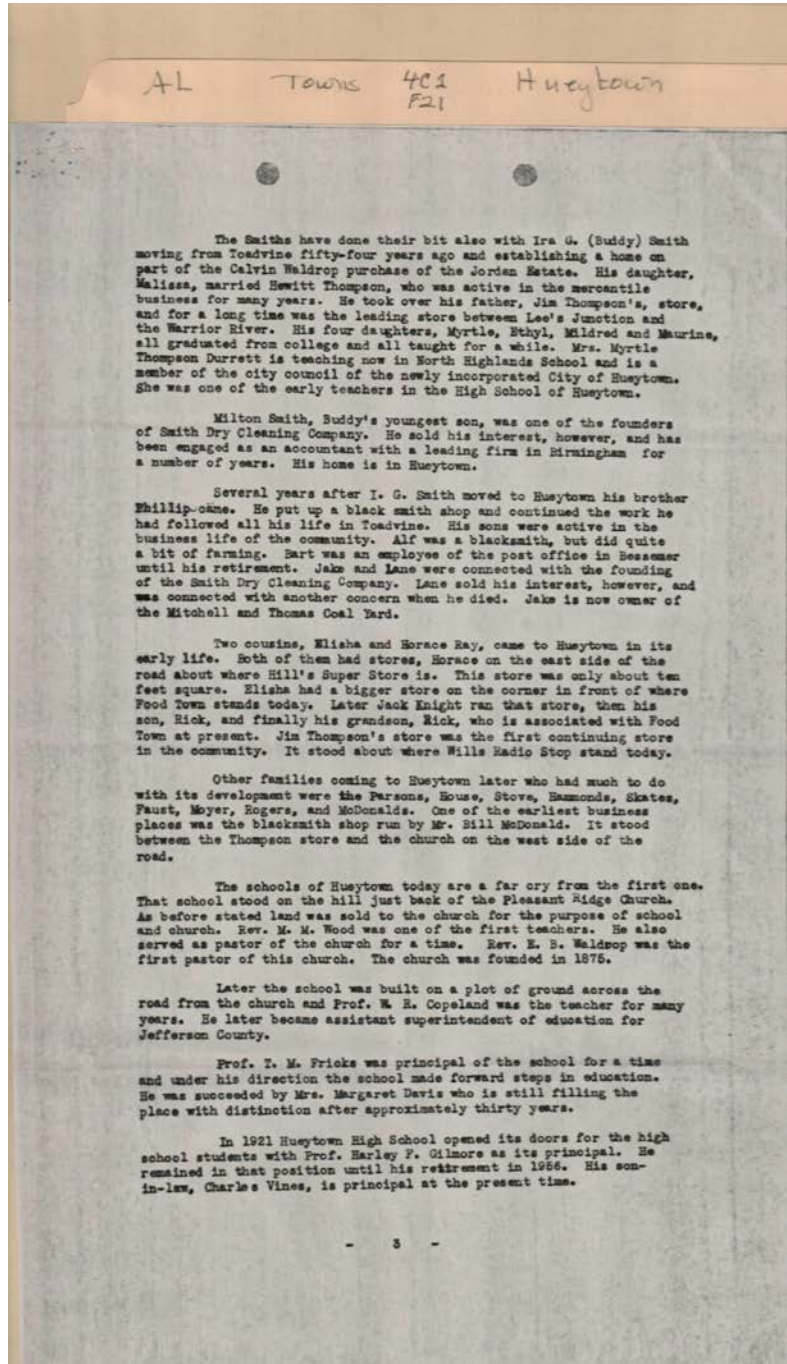 AL Towns 4C1 Hueytown
F21
The Smiths have done their bit also with Ira G. (Buddy) Smith
moving from Toadvine fifty-four years ago and establishing a home on
part of the Calvin Waldrop purchase of the Jordan Estate. His daughter,
Malissa, married Hewitt Thompson, who was active in the mercantile
business for many years. He took over his father, Jim Thompson's, store,
and for a long time was the leading store between Lee's Junction and
the Warrior River. His four daughters, Myrtle, Ethyl, Mildred and Maurine,
all graduated from college and all taught for a while. Mrs. Myrtle
Thompson Durrett is teaching now in North Highlands School and is a
member of the city council of the newly incorporated City of Hueytown.
She was one of the early teachers in the High School of Hueytown.
Milton Smith, Buddy's youngest son, was one of the founders
of Smith Dry Cleaning Company. He sold his interest, however, and has
been engaged as an accountant with a leading firm in Birmingham for
a number of years. His home is in Hueytown.
Several years after I. G. Smith moved to Hueytown his brother
Phillip came. He put up a black smith shop and continued the work he
had followed all his life in Toadvine. His sons were active in the
business life of the community. Alf was a blacksmith, but did quite
a bit of farming. Bart was an employee of the post office in Bessemer
until his retirement. Jake and Lane were connected with the founding
of the Smith Dry Cleaning Company. Lane sold his interest, however, and
was connected with another concern when he died. Jake is now owner of
the Mitchell and Thomas Coal Yard.
Two cousins, Elisha and Horace Ray, came to Hueytown in its
early life. Both of them had stores, Horace on the east side of the
road about where Hill's Super Store is. This store was only about ten
feet square. Elisha had a bigger store on the corner in front of where
Food Town stands today. Later Jack Knight ran that store, then his
son, Rick, and finally his grandson, Rick, who is associated with Food
Town at present. Jim Thompson's store was the first continuing store
in the community. It stood about where Wills Radio Stop stand today.
Other families coming to Hueytown later who had much to do
with its development were the Parsons, House, Stove, Hammonds, Skates,
Faust, Moyer, Rogers, and McDonalds. One of the earliest business
places was the blacksmith shop run by Mr. Bill McDonald. It stood
between the Thompson store and the church on the west side of the
road.
The schools of Hueytown today are a far cry from the first one.
That school stood on the hill just back of the Pleasant Ridge Church.
As before stated land was sold to the church for the purpose of school
and church. Rev. M. M. Wood was one of the first teachers. He also
served as pastor of the church for a time. Rev. E. B. Waldrop was the
first pastor of this church. The church was founded in 1875.
Later the school was built on a plot of ground across the
road from the church and Prof. W. R. Copeland was the teacher for many
years. He later became assistant superintendent of education for
Jefferson County.
Prof. T. M. Fricks was principal of the school for a time
and under his direction the school made forward steps in education.
He was succeeded by Mrs. Margaret Davis who is still filling the
place with distinction after approximately thirty years.
In 1921 Hueytown High School opened its doors for the high
school students with Prof. Harley F. Gilmore as its principal. He
remained in that position until his retirement in 1956. His son-
in-law, Charles Vines, is principal at the present time.
- 3 -